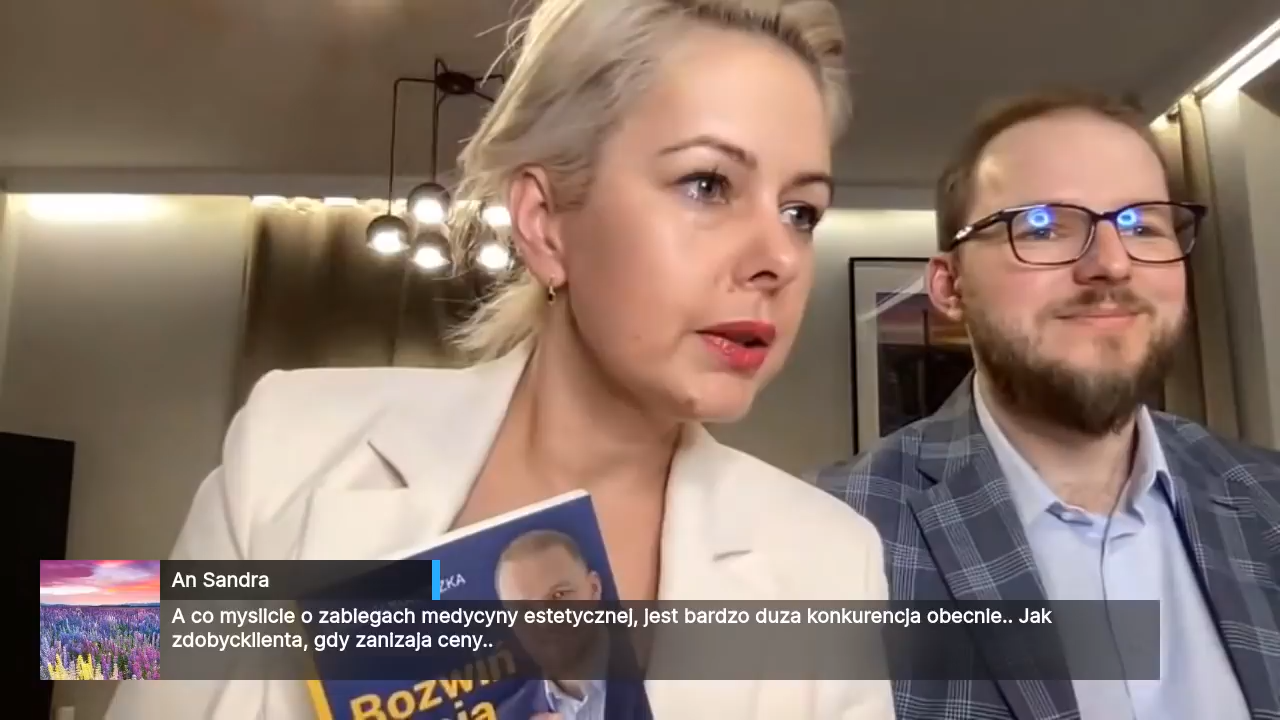 ZKA
An Sandra
A co myslicie o zabiegach medycyny estetycznej, jest bardzo duza konkurencja obecnie.. Jak
zdobycklienta, gdy zanizaja ceny..
Rozwiń